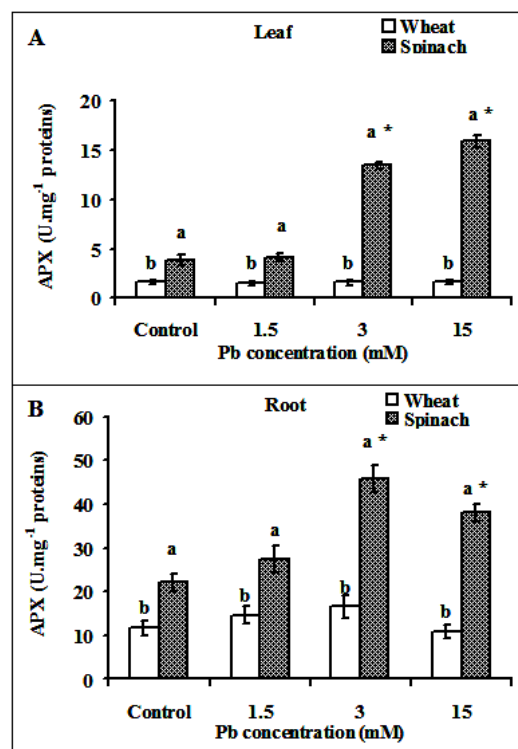 A
Leaf
Wheat
Spinach
APX (U.mg⁻¹ proteins)
20
15
10
5
0
b a b a b a * b a *
Control 1.5 3 15
Pb concentration (mM)
B
Root
Wheat
Spinach
APX (U.mg⁻¹ proteins)
60
50
40
30
20
10
0
b a b a b a * b a *
Control 1.5 3 15
Pb concentration (mM)